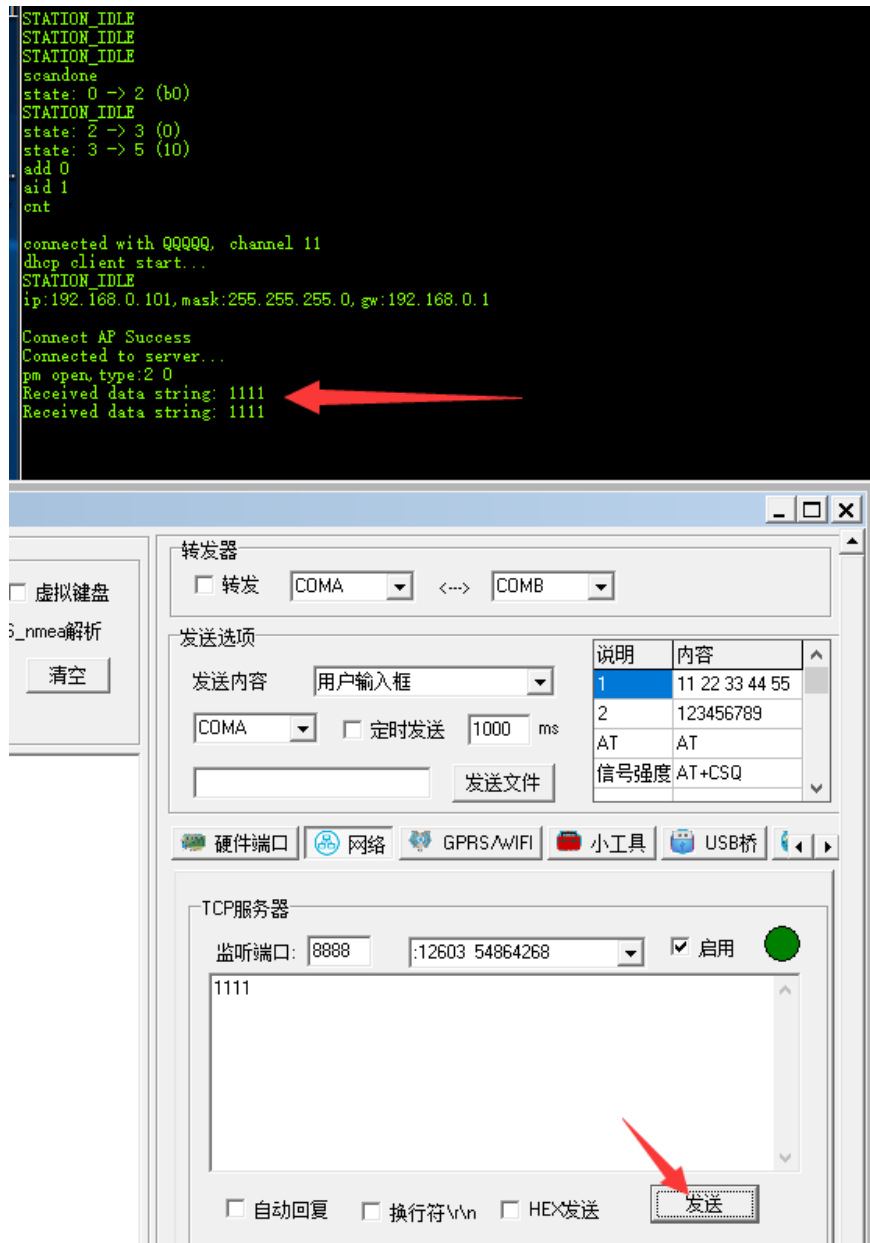 STATION_IDLE
STATION_IDLE
STATION_IDLE
scandone
state: 0 -> 2 (b0)
STATION_IDLE
state: 2 -> 3 (0)
state: 3 -> 5 (10)
add 0
aid 1
cnt
connected with QQQQQ, channel 11
dhcp client start...
STATION_IDLE
ip:192.168.0.101,mask:255.255.255.0,gw:192.168.0.1
Connect AP Success
Connected to server...
pm open,type:2 0
Received data string: 1111
Received data string: 1111
转发器
转发 COMA <---> COMB
虚拟键盘
_nmea解析
清空
发送选项
发送内容 用户输入框
COMA 定时发送 1000 ms
发送文件
说明 内容
1 11 22 33 44 55
2 123456789
AT AT
信号强度 AT+CSQ
硬件端口 网络 GPRS/WIFI 小工具 USB桥
TCP服务器
监听端口: 8888 :12603 54864268 启用
1111
自动回复 换行符\r\n HEX发送 发送